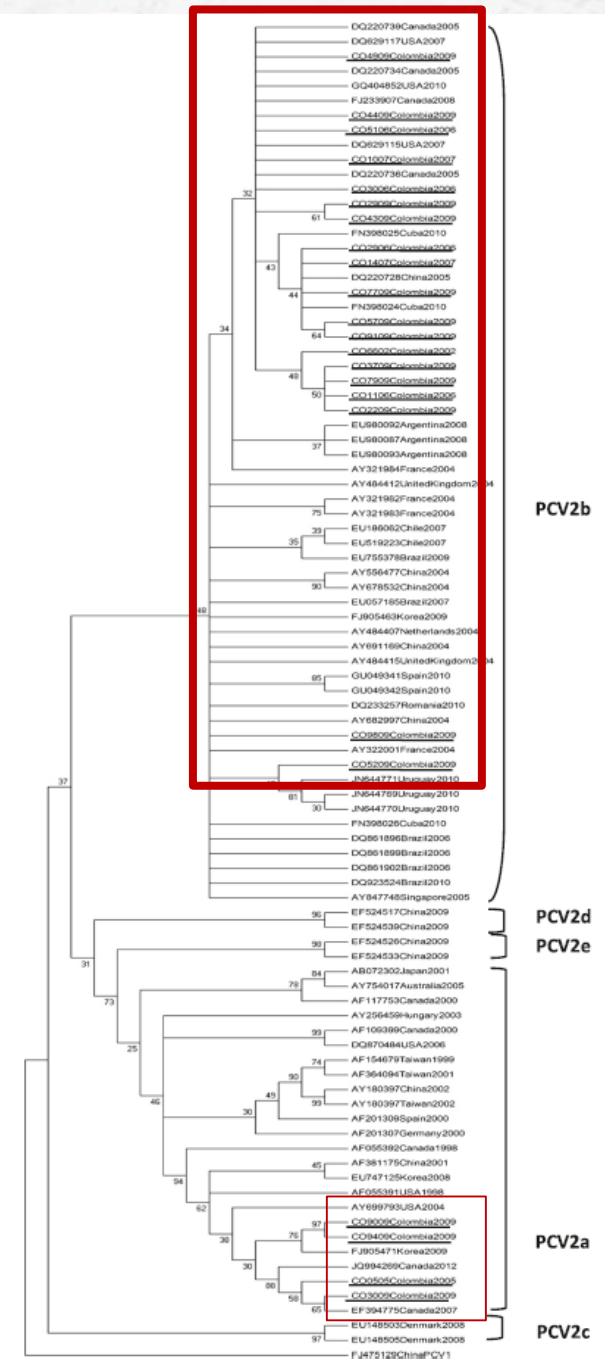 DQ220739Canada2005
DQ629117USA2007
CO4909Colombia2009
DQ220734Canada2005
GQ404852USA2010
FJ233907Canada2008
CO4409Colombia2009
CO5106Colombia2006
DQ629115USA2007
CO1007Colombia2007
DQ220736Canada2005
CO3006Colombia2006
32
CO2909Colombia2009
61
CO4309Colombia2009
FN398025Cuba2010
CO2906Colombia2006
43
CO1407Colombia2007
DQ220728China2005
44
CO7709Colombia2009
FN398024Cuba2010
CO5709Colombia2009
34
64
CO9109Colombia2009
CO6602Colombia2002
CO3709Colombia2009
48
CO7909Colombia2009
50
CO1106Colombia2006
CO2209Colombia2009
EU980092Argentina2008
EU980087Argentina2008
37
EU980093Argentina2008
AY321984France2004
AY484412UnitedKingdom2004
AY321982France2004
75
AY321983France2004
PCV2b
39
EU186062Chile2007
35
EU519223Chile2007
EU755378Brazil2009
AY556477China2004
90
AY678532China2004
EU057185Brazil2007
48
FJ905463Korea2009
AY484407Netherlands2004
AY691169China2004
AY484415UnitedKingdom2004
85
GU049341Spain2010
GU049342Spain2010
DQ233257Romania2010
AY682997China2004
CO9809Colombia2009
AY322001France2004
CO5209Colombia2009
37
JN644771Uruguay2010
81
JN644769Uruguay2010
30
JN644770Uruguay2010
FN398026Cuba2010
DQ861896Brazil2006
DQ861899Brazil2006
DQ861902Brazil2006
DQ923524Brazil2010
AY847748Singapore2005
96
EF524517China2009
PCV2d
EF524539China2009
31
98
EF524526China2009
PCV2e
EF524533China2009
84
AB072302Japan2001
73
78
AY754017Australia2005
AF117753Canada2000
AY256459Hungary2003
25
99
AF109399Canada2000
DQ870484USA2006
74
AF154679Taiwan1999
90
AF364094Taiwan2001
46
49
AY180397China2002
99
AY180397Taiwan2002
30
AF201309Spain2000
AF201307Germany2000
AF055392Canada1998
94
45
AF381175China2001
EU747125Korea2008
62
AF055391USA1998
AY699793USA2004
97
CO9009Colombia2009
38
76
CO9409Colombia2009
PCV2a
30
FJ905471Korea2009
JQ994269Canada2012
88
CO0505Colombia2005
58
CO3009Colombia2009
65
EF394775Canada2007
EU148503Denmark2008
PCV2c
97
EU148505Denmark2008
FJ475129ChinaPCV1